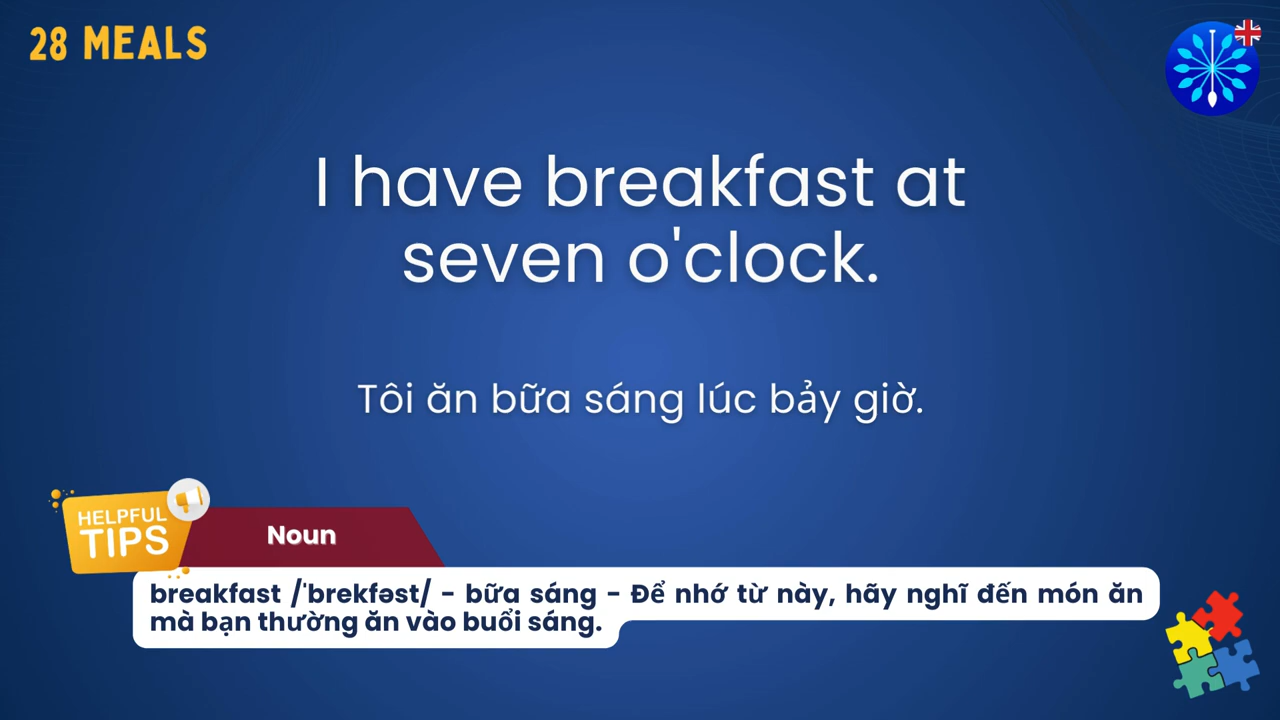 28 MEALS
I have breakfast at
seven o'clock.
Tôi ăn bữa sáng lúc bảy giờ.
HELPFUL
TIPS
Noun
breakfast /ˈbrekfəst/ - bữa sáng - Để nhớ từ này, hãy nghĩ đến món ăn
mà bạn thường ăn vào buổi sáng.